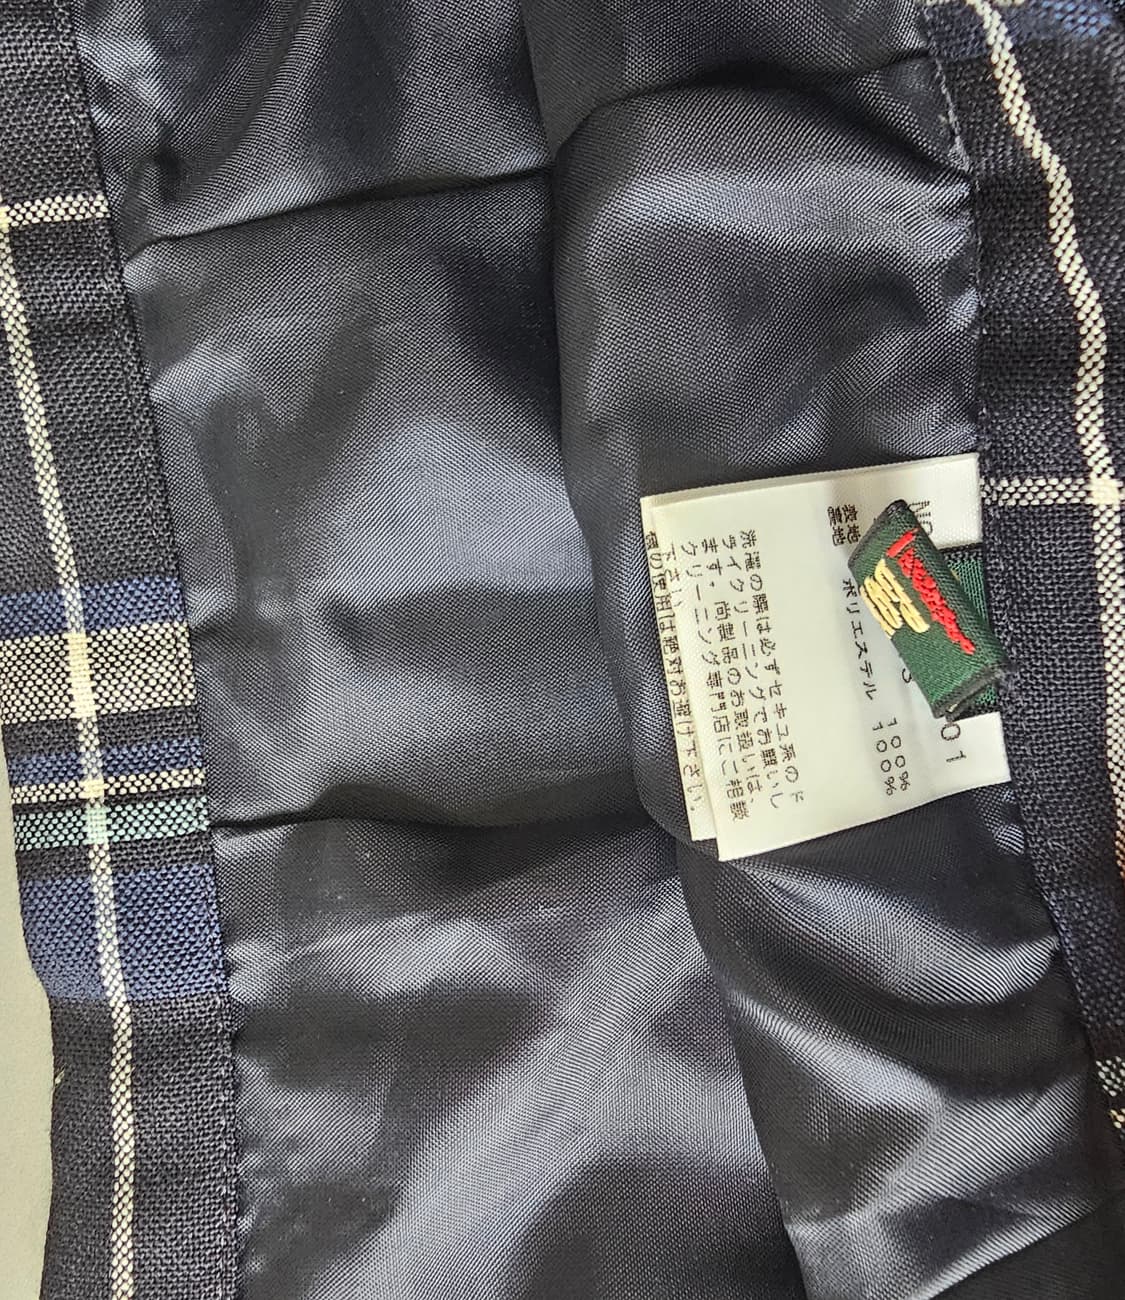 表地
裏地
ポリエステル 100%
100%
01
洗濯の際は必ずセキユ系のド
ライクリーニングでお願いし
ます。尚製品のお取扱いは、
クリーニング専門店にご相談
下さい。
の使用は絶対お避け下さい。